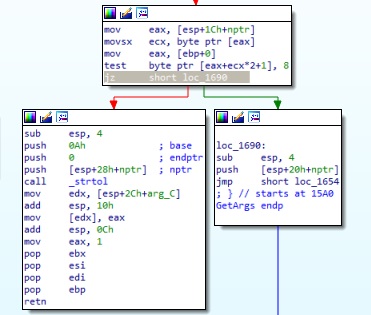 mov     eax, [esp+1Ch+nptr]
movsx   ecx, byte ptr [eax]
mov     eax, [ebp+0]
test    byte ptr [eax+ecx*2+1], 8
jz      short loc_1690
sub     esp, 4
push    0Ah             ; base
push    0               ; endptr
push    [esp+28h+nptr]  ; nptr
call    _strtol
mov     edx, [esp+2Ch+arg_C]
add     esp, 10h
mov     [edx], eax
add     esp, 0Ch
mov     eax, 1
pop     ebx
pop     esi
pop     edi
pop     ebp
retn
loc_1690:
sub     esp, 4
push    [esp+20h+nptr]
jmp     short loc_1654
; } // starts at 15A0
GetArgs endp